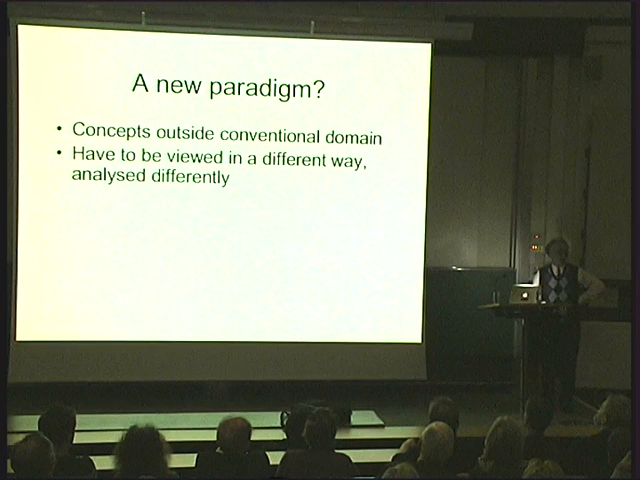 A new paradigm?
• Concepts outside conventional domain
• Have to be viewed in a different way,
analysed differently